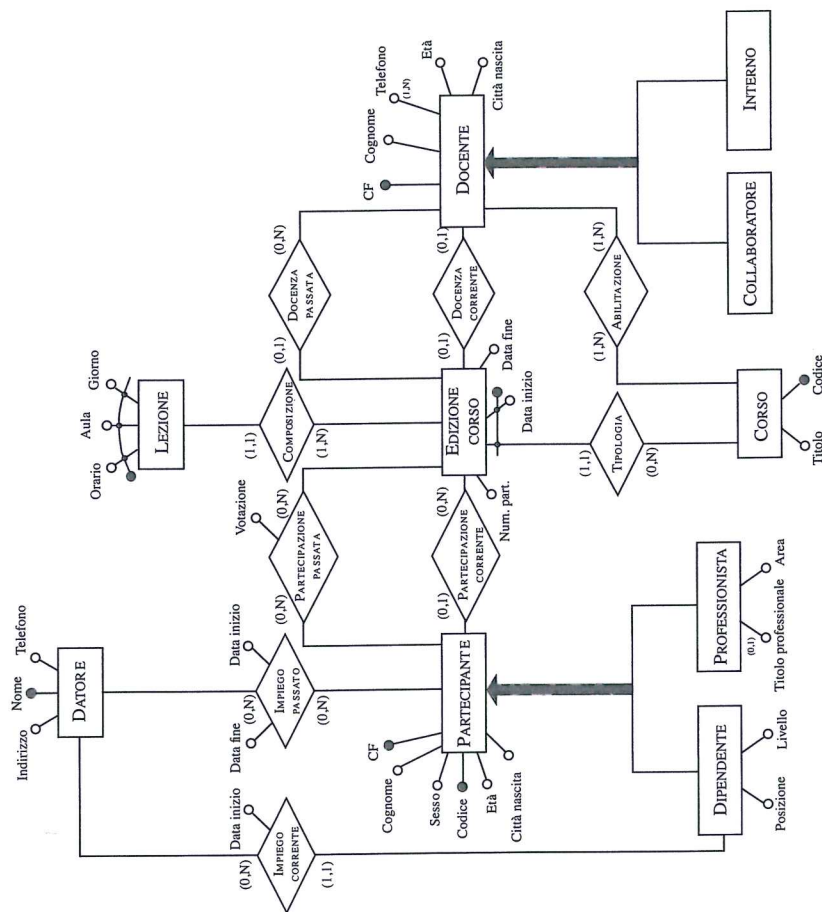 Telefono
Nome
Indirizzo
DATORE
Orario
Aula
Giorno
LEZIONE
Data inizio
(0,N)
IMPIEGO
CORRENTE
(1,1)
Data inizio
(0,N)
IMPIEGO
PASSATO
Data fine
(0,N)
Votazione
(0,N)
PARTECIPAZIONE
PASSATA
(0,N)
(1,1)
COMPOSIZIONE
(1,N)
(0,1)
DOCENZA
PASSATA
(0,N)
CF
Cognome
Telefono
(1,N)
Età
Città nascita
CF
Cognome
Sesso
Codice
Età
Città nascita
PARTECIPANTE
(0,1)
PARTECIPAZIONE
CORRENTE
(0,N)
EDIZIONE
CORSO
Num. part.
Data inizio
Data fine
(0,1)
DOCENZA
CORRENTE
(0,1)
DOCENTE
(1,1)
TIPOLOGIA
(0,N)
(1,N)
ABILITAZIONE
(1,N)
DIPENDENTE
Posizione
Livello
PROFESSIONISTA
(0,1)
Titolo professionale
Area
CORSO
Titolo
Codice
COLLABORATORE
INTERNO